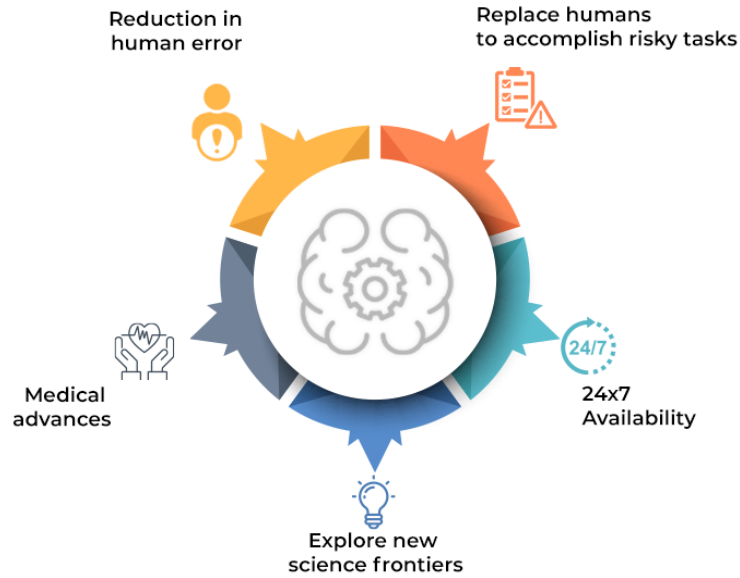 Reduction in
human error
Replace humans
to accomplish risky tasks
24/7
24x7
Availability
Medical
advances
Explore new
science frontiers